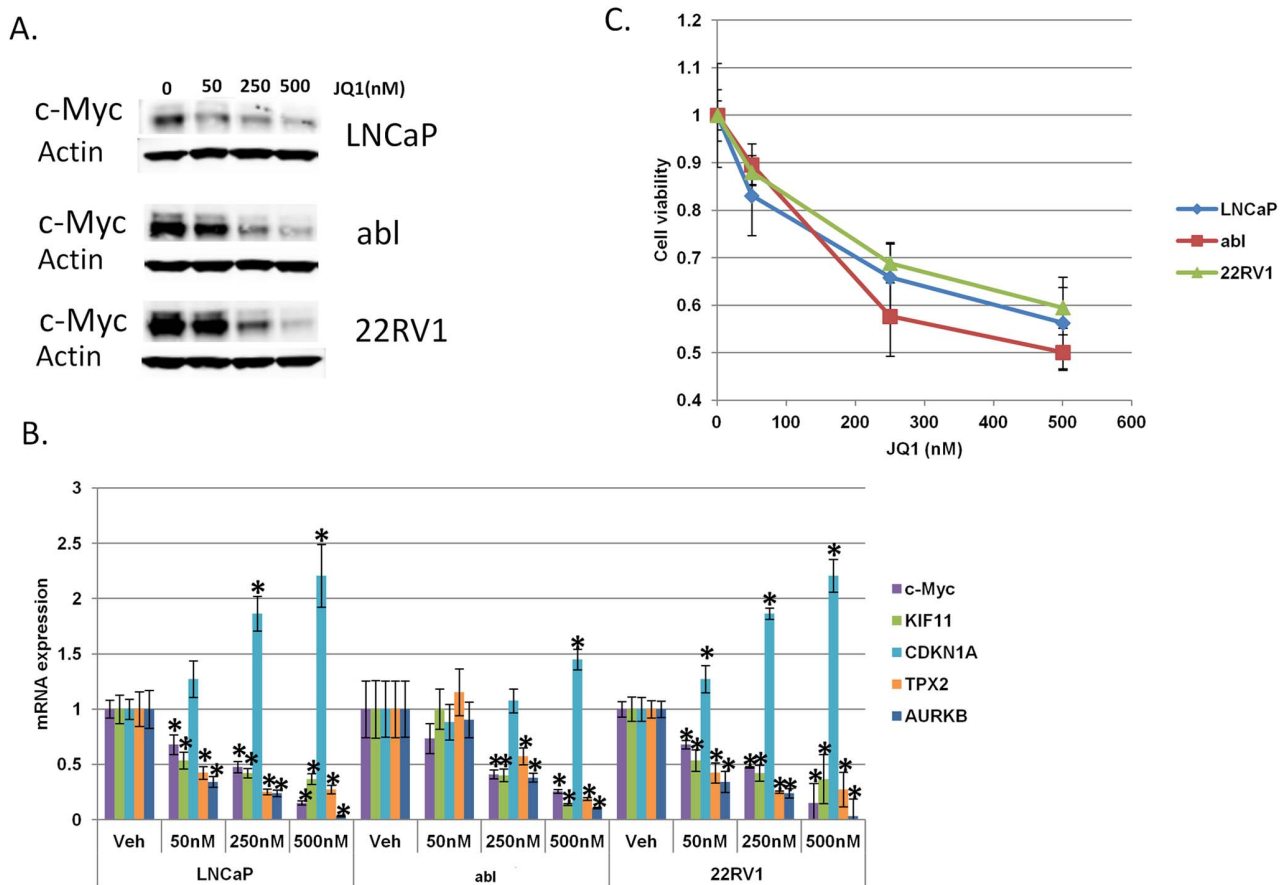 A.
0 50 250 500 JQ1(nM)
c-Myc
Actin
LNCaP
c-Myc
Actin
abl
c-Myc
Actin
22RV1
C.
1.2
1.1
1
0.9
0.8
0.7
0.6
0.5
0.4
Cell viability
0 100 200 300 400 500 600
JQ1 (nM)
LNCaP
abl
22RV1
B.
3
2.5
2
1.5
1
0.5
0
mRNA expression
* * * * * * * * * * * * * * * * * * * * * * * * * * * * * * * * * * *
Veh 50nM 250nM 500nM Veh 50nM 250nM 500nM Veh 50nM 250nM 500nM
LNCaP abl 22RV1
c-Myc
KIF11
CDKN1A
TPX2
AURKB